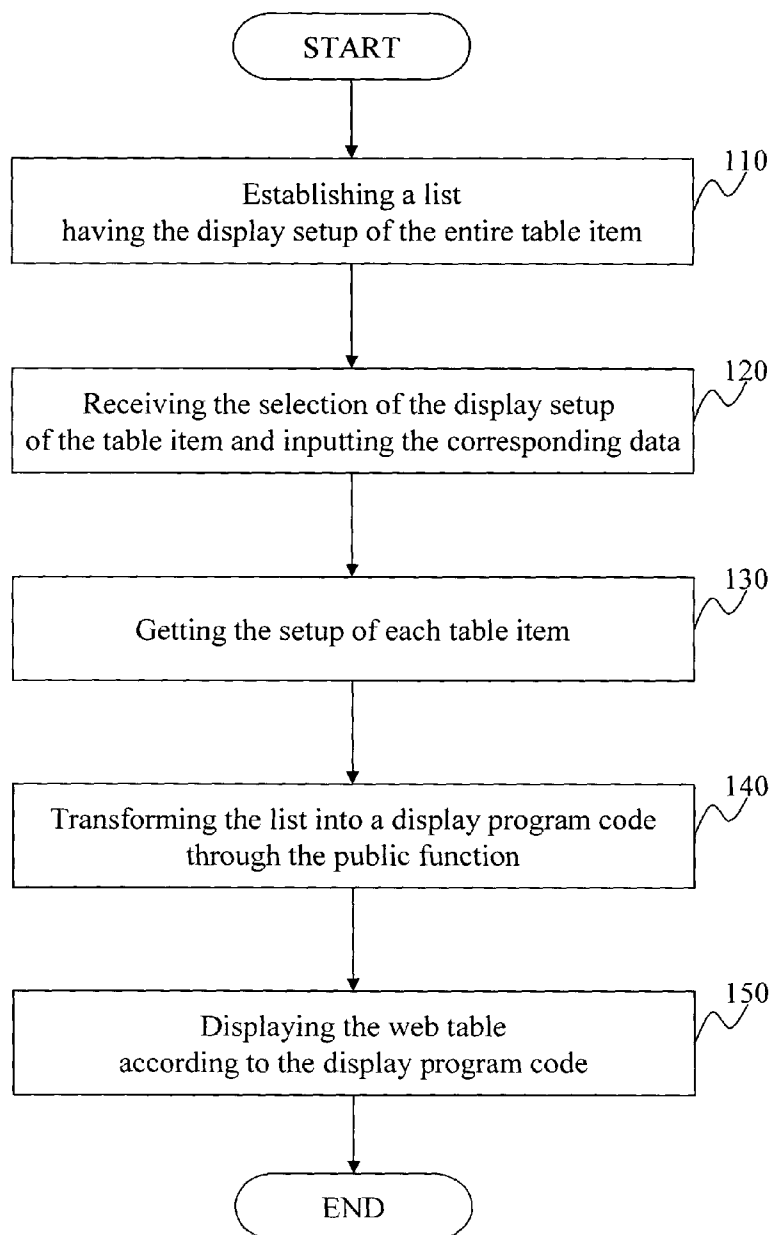 START
110
Establishing a list
having the display setup of the entire table item
120
Receiving the selection of the display setup
of the table item and inputting the corresponding data
130
Getting the setup of each table item
140
Transforming the list into a display program code
through the public function
150
Displaying the web table
according to the display program code
END